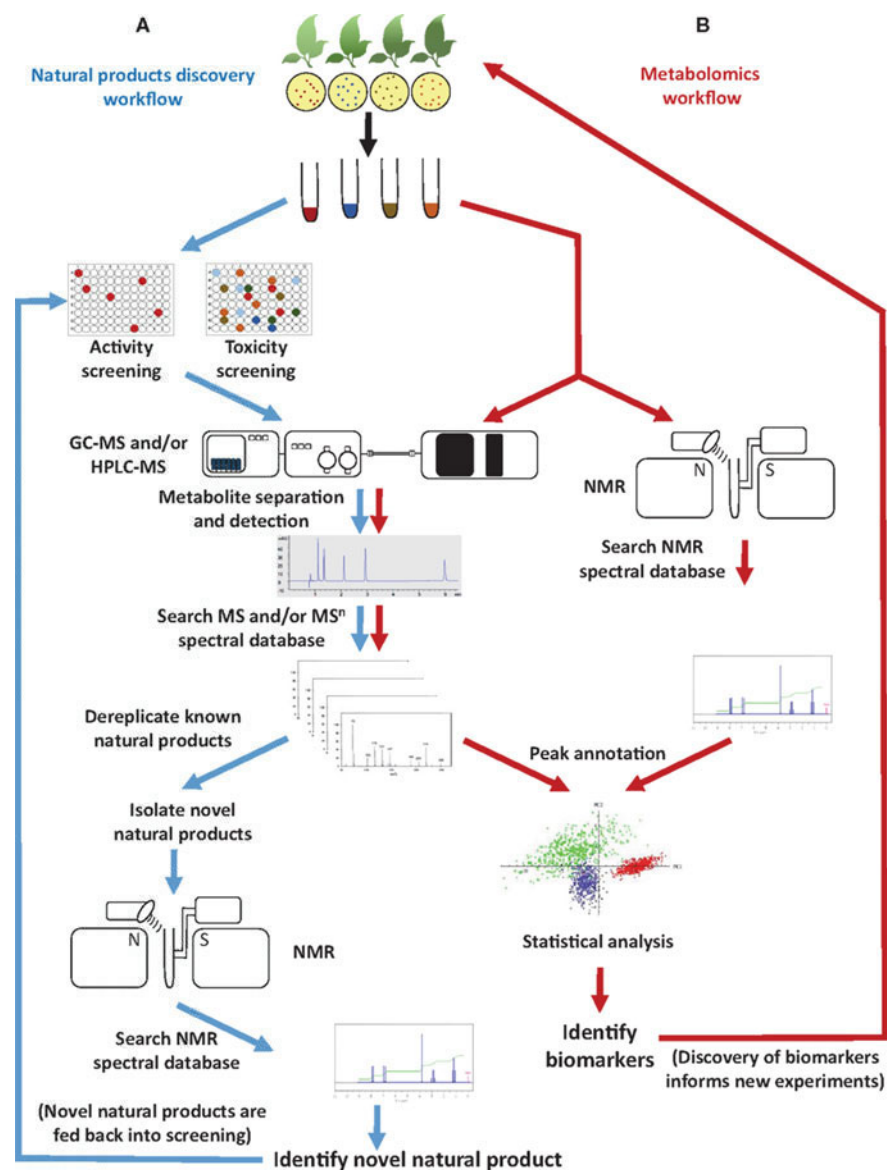 A
B
Natural products discovery
workflow
Metabolomics
workflow
Activity
screening
Toxicity
screening
GC-MS and/or
HPLC-MS
N
S
NMR
Metabolite separation
and detection
Search NMR
spectral database
Search MS and/or MSⁿ
spectral database
Dereplicate known
natural products
Peak annotation
Isolate novel
natural products
PC2
PC1
N
S
NMR
Statistical analysis
Search NMR
spectral database
Identify
biomarkers
(Discovery of biomarkers
informs new experiments)
(Novel natural products are
fed back into screening)
Identify novel natural product